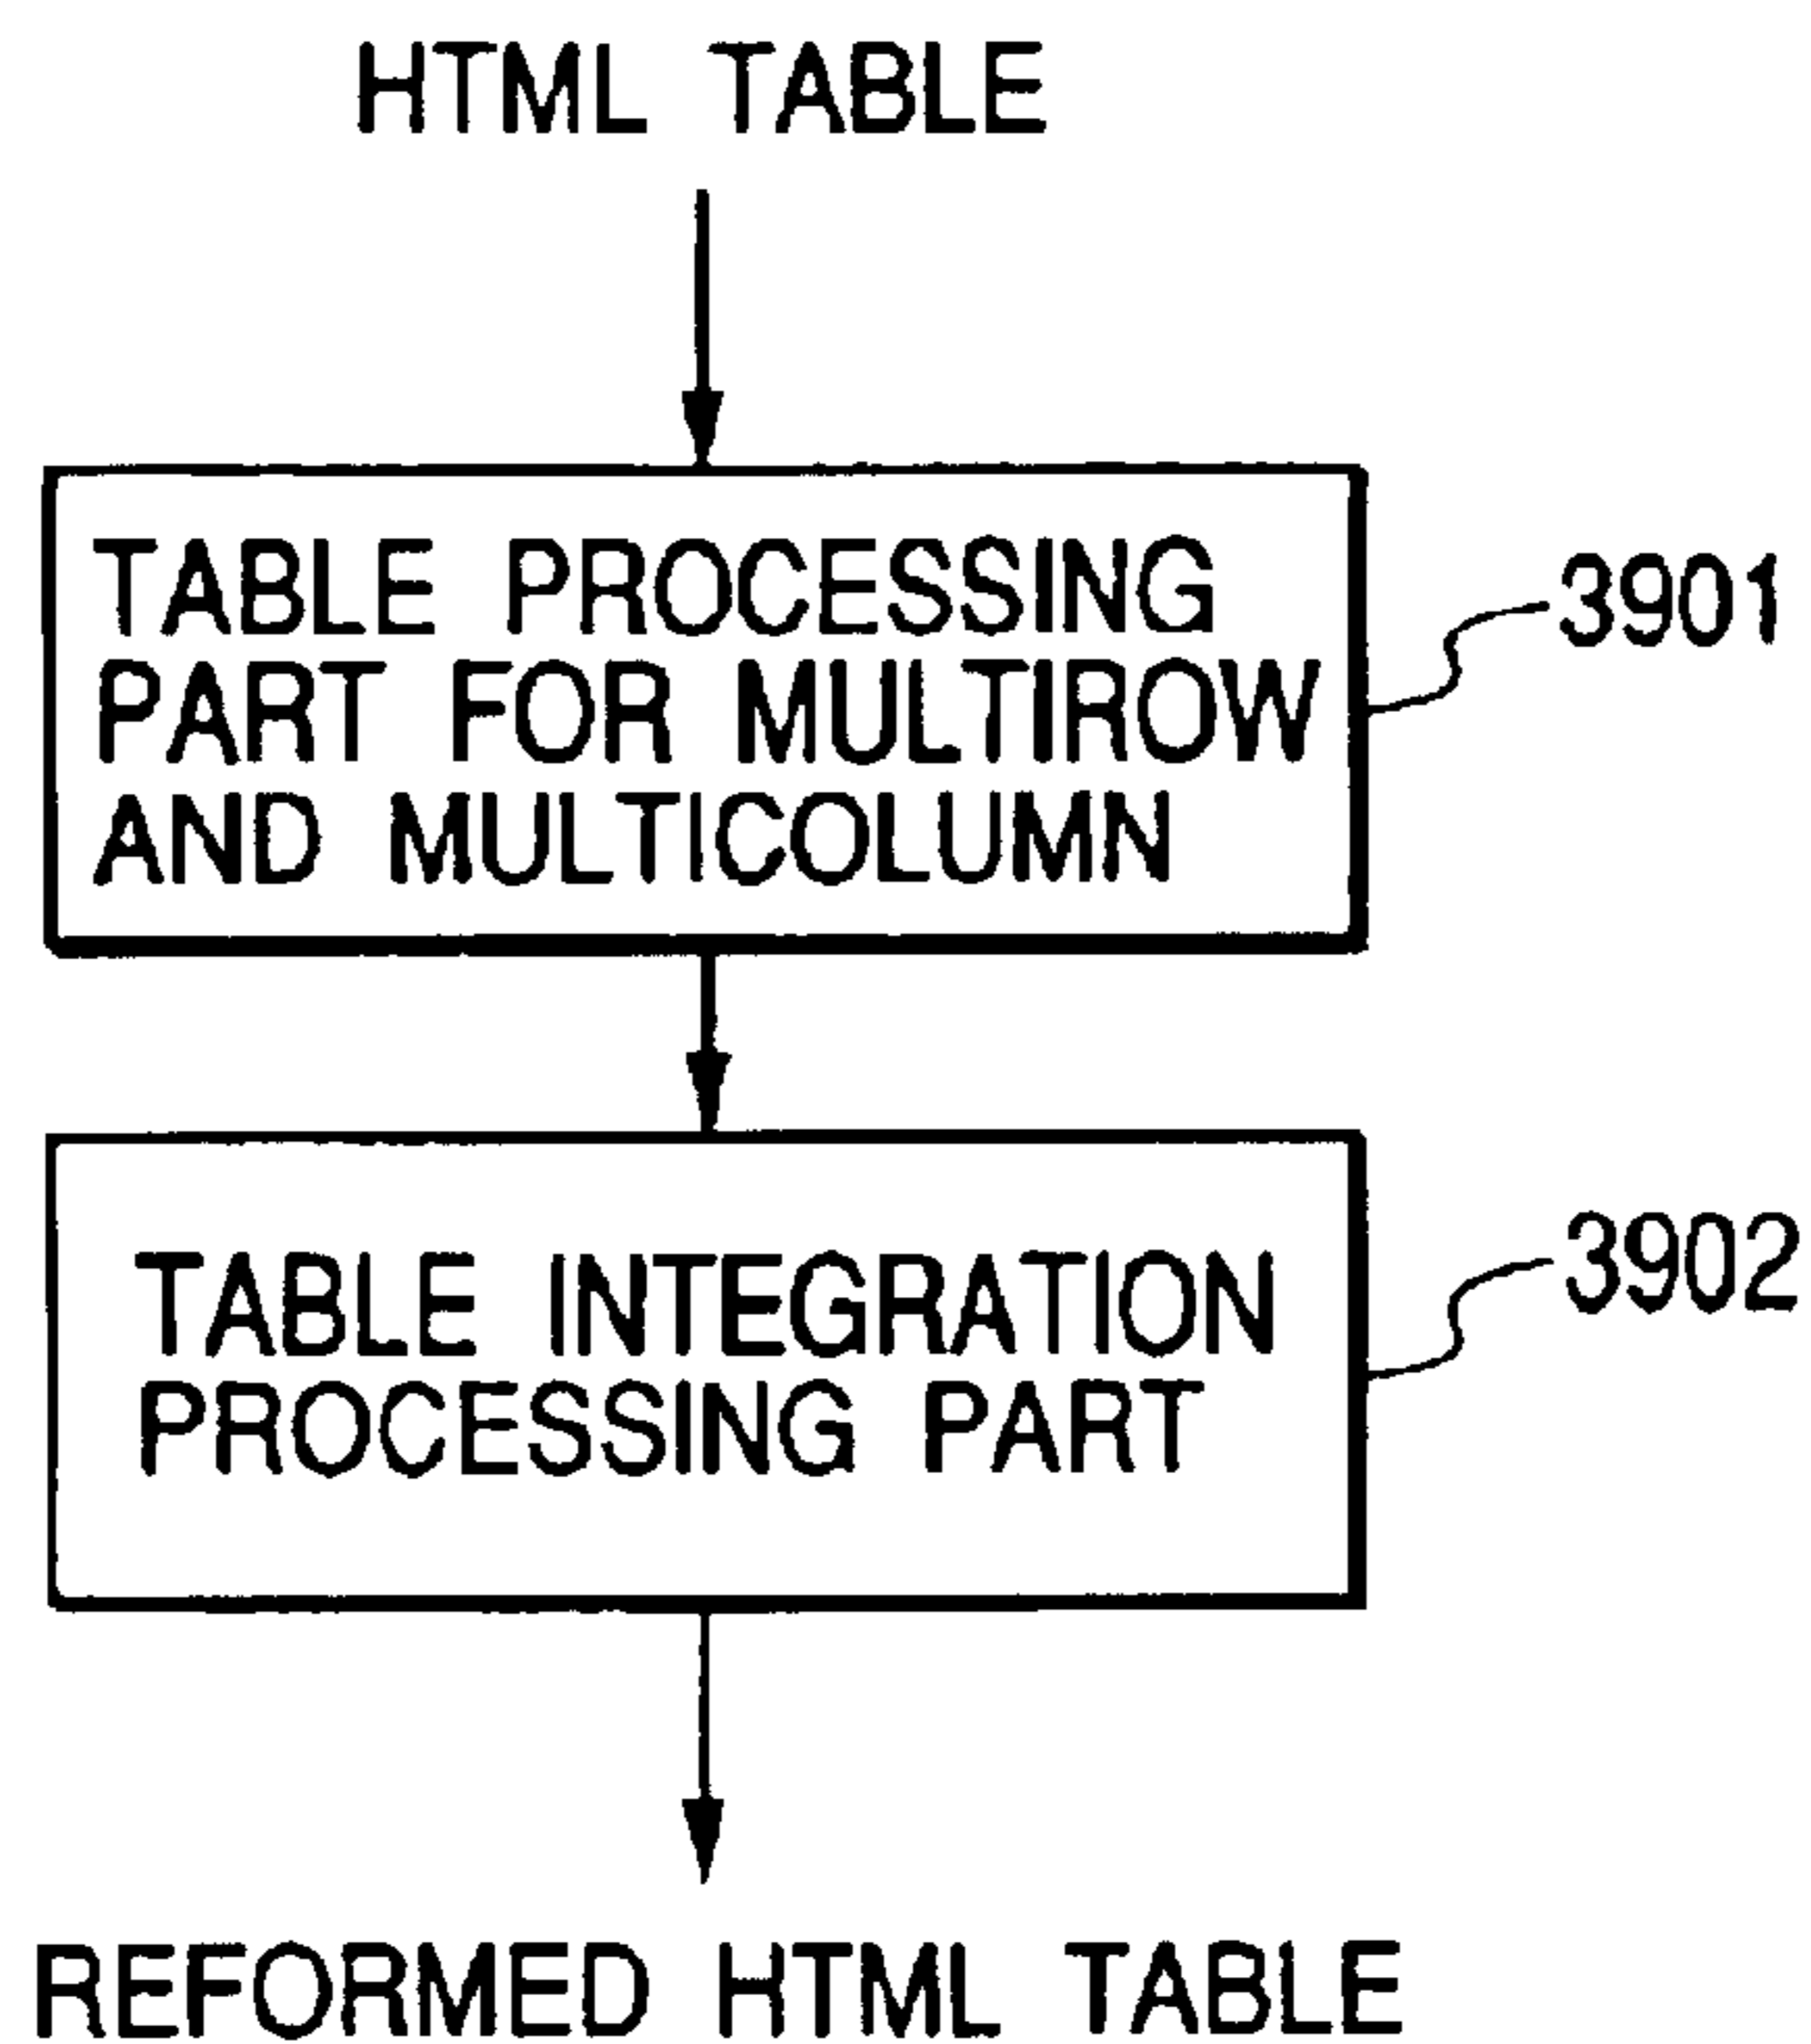 HTML TABLE
TABLE PROCESSING
PART FOR MULTIROW
AND MULTICOLUMN
3901
TABLE INTEGRATION
PROCESSING PART
3902
REFORMED HTML TABLE